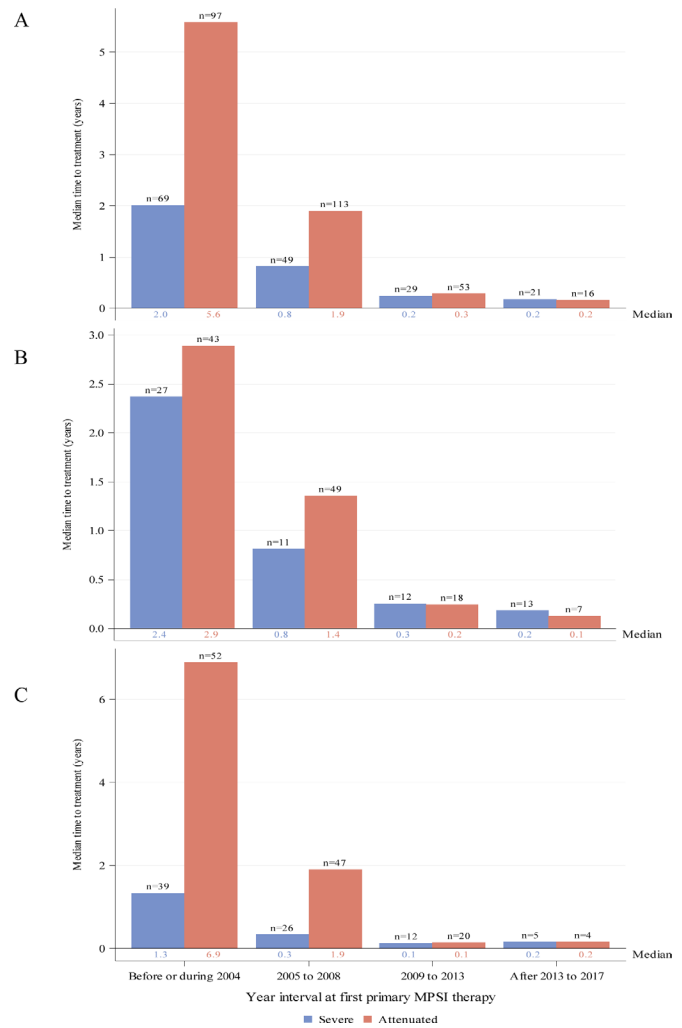 A
n=97
n=69
n=113
n=49
n=29
n=53
n=21
n=16
Median time to treatment (years)
5
4
3
2
1
0
2.0 5.6 0.8 1.9 0.2 0.3 0.2 0.2 Median
B
n=43
n=27
n=49
n=11
n=12
n=18
n=13
n=7
Median time to treatment (years)
3.0
2.5
2.0
1.5
1.0
0.5
0.0
2.4 2.9 0.8 1.4 0.3 0.2 0.2 0.1 Median
C
n=52
n=39
n=47
n=26
n=12
n=20
n=5
n=4
Median time to treatment (years)
6
4
2
0
1.3 6.9 0.3 1.9 0.1 0.1 0.2 0.2 Median
Before or during 2004 2005 to 2008 2009 to 2013 After 2013 to 2017
Year interval at first primary MPSI therapy
Severe Attenuated